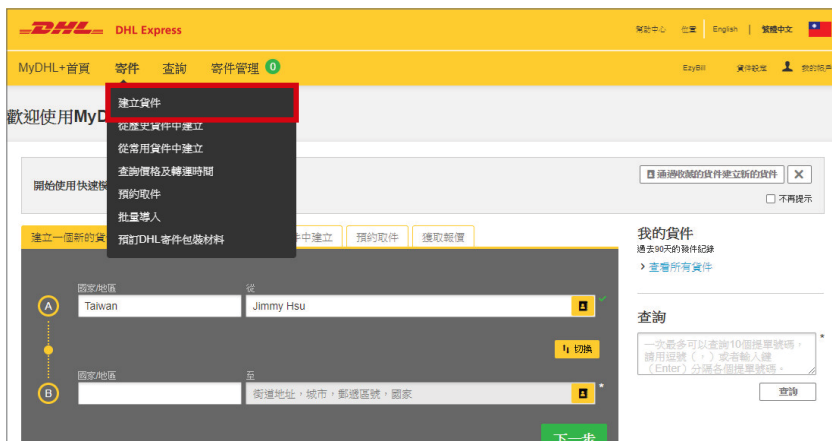 DHL DHL Express
幫助中心 位置 English | 繁體中文
MyDHL+首頁 寄件 查詢 寄件管理 0
EzyBill 貨件設定 我的帳戶
建立貨件
歡迎使用MyD
從歷史貨件中建立
從常用貨件中建立
查詢價格及轉運時間
預約取件
批量導入
預訂DHL寄件包裝材料
開始使用快速模
通過收藏的貨件建立新的貨件 X
不再提示
建立一個新的貨 件中建立 預約取件 獲取報價
我的貨件
過去90天的發件記錄
查看所有貨件
國家/地區 從
A Taiwan Jimmy Hsu
切換
查詢
一次最多可以查詢10個提單號碼，
請用逗號（，）或者輸入鍵
（Enter）分隔各個提單號碼。
*
查詢
國家/地區 至
B 街道地址，城市，郵遞區號，國家 *
下一步